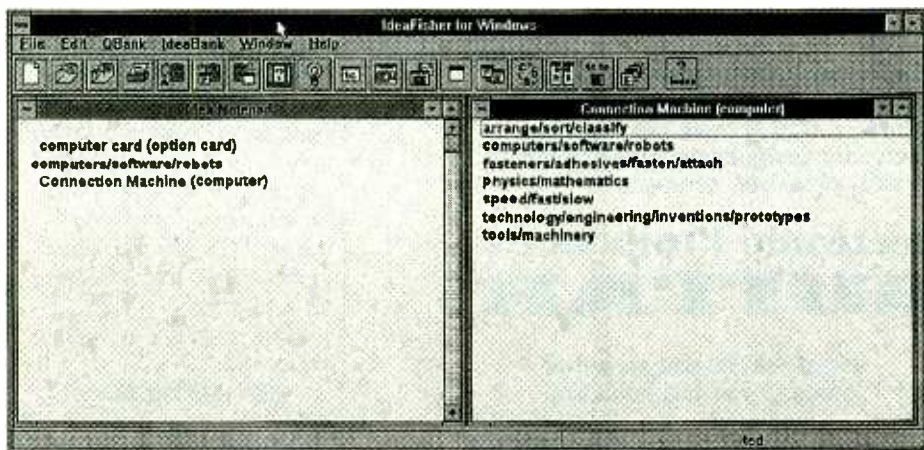 IdeaFisher for Windows
File Edit QBank IdeaBank Window Help
Idea Notepad
computer card (option card)
computers/software/robots
Connection Machine (computer)
Connection Machine (computer)
arrange/sort/classify
computers/software/robots
fasteners/adhesives/fasten/attach
physics/mathematics
speed/fast/slow
technology/engineering/inventions/prototypes
tools/machinery